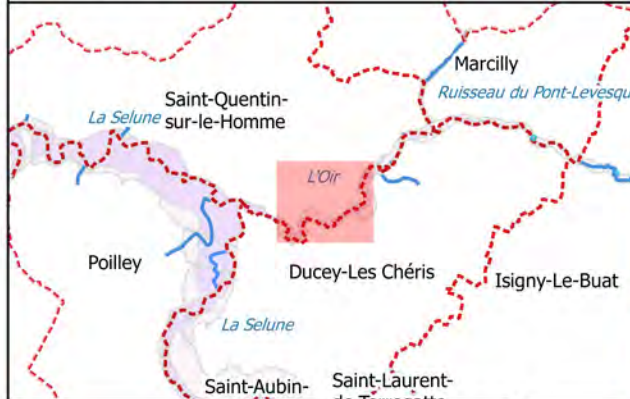 Marcilly
Ruisseau du Pont-Levesqu
La Selune
Saint-Quentin-
sur-le-Homme
L'Oir
Poilley
Ducey-Les Chéris
Isigny-Le-Buat
La Selune
Saint-Aubin-
Saint-Laurent-